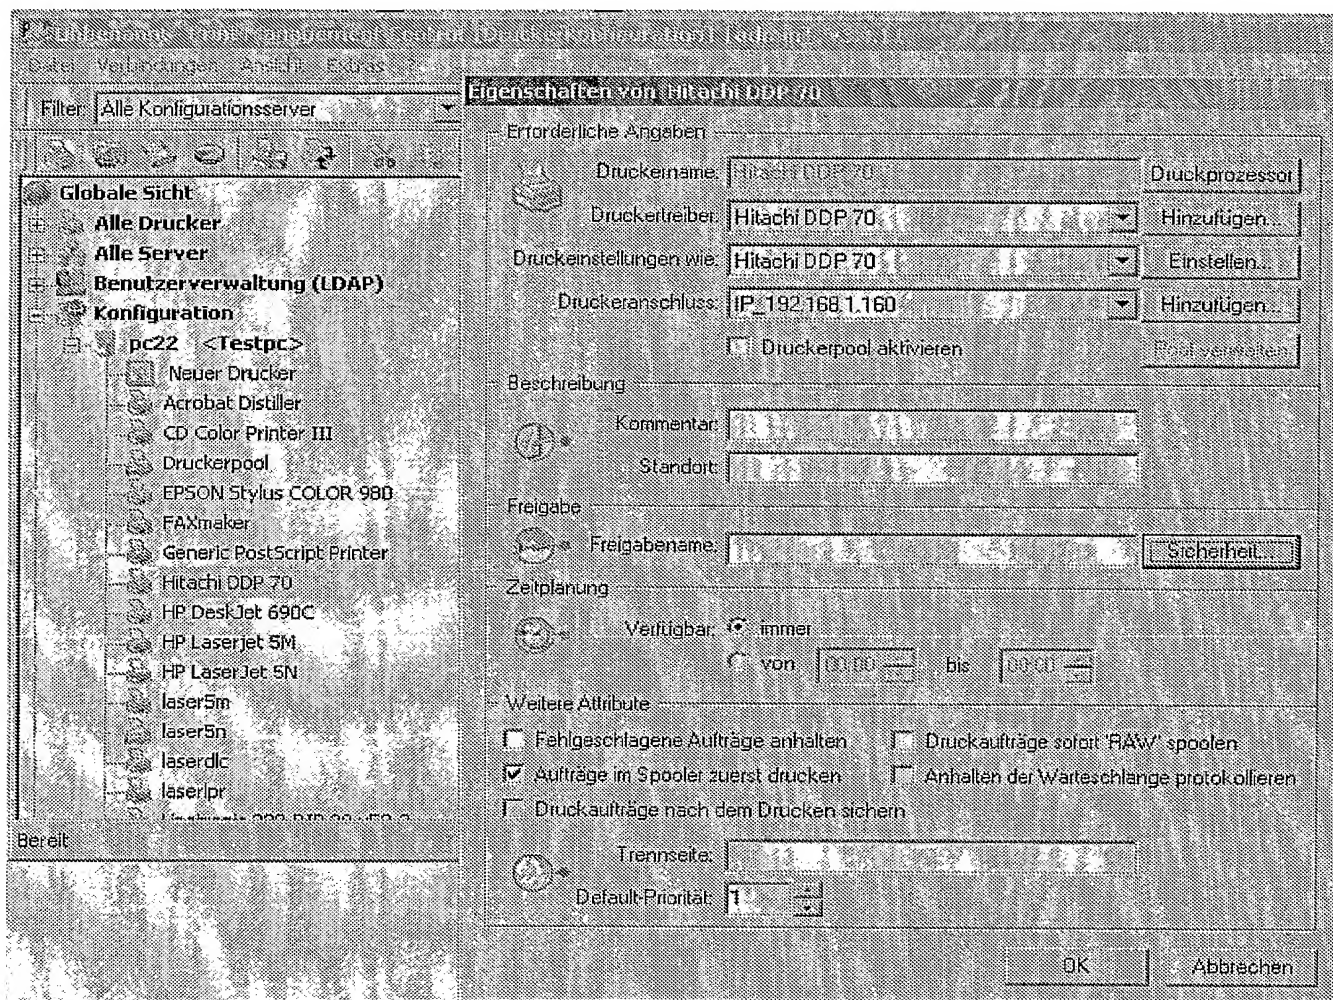 Print Management Control
Datei Verbindungen Ansicht Extras ?
Filter: Alle Konfigurationsserver
Globale Sicht
Alle Drucker
Alle Server
Benutzerverwaltung (LDAP)
Konfiguration
pc22 <Testpc>
Neuer Drucker
Acrobat Distiller
CD Color Printer III
Druckerpool
EPSON Stylus COLOR 980
FAXmaker
Generic PostScript Printer
Hitachi DDP 70
HP DeskJet 690C
HP Laserjet 5M
HP LaserJet 5N
laser5m
laser5n
laserdlc
laserlpr
Bereit
Eigenschaften von Hitachi DDP 70
Erforderliche Angaben
Druckername: Hitachi DDP 70 Druckprozessor
Druckertreiber: Hitachi DDP 70 Hinzufügen...
Druckeinstellungen wie: Hitachi DDP 70 Einstellen...
Druckeranschluss: IP_192.168.1.160 Hinzufügen...
Druckerpool aktivieren Pool verwalten
Beschreibung
Kommentar:
Standort:
Freigabe
Freigabename: Sicherheit...
Zeitplanung
Verfügbar: immer
von 00:00 bis 00:00
Weitere Attribute
Fehlgeschlagene Aufträge anhalten Druckaufträge sofort 'RAW' spoolen
Aufträge im Spooler zuerst drucken Anhalten der Warteschlange protokollieren
Druckaufträge nach dem Drucken sichern
Trennseite:
Default-Priorität: 1
OK Abbrechen